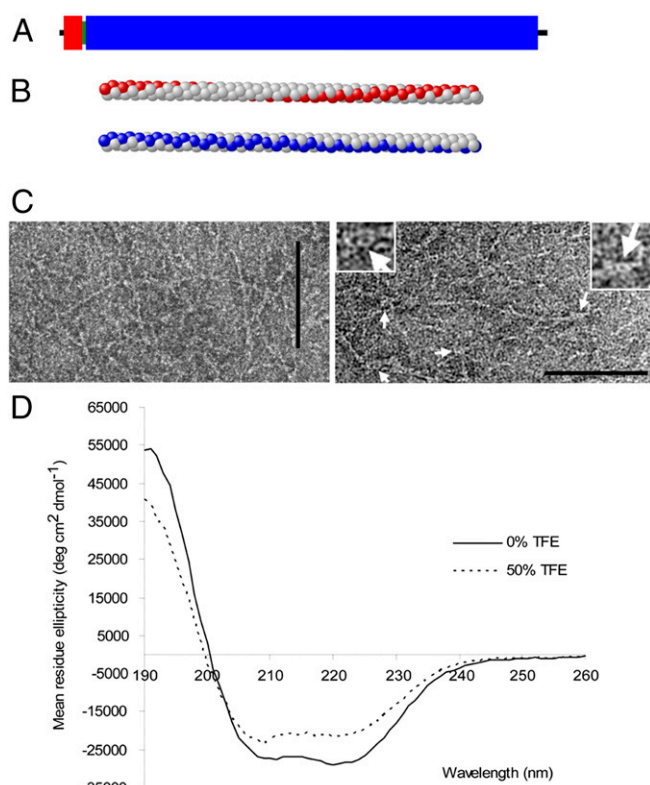 A
B
C
D
65000
55000
45000
35000
25000
15000
5000
-5000
-15000
-25000
-35000
Mean residue ellipticity (deg cm2 dmol-1)
0% TFE
50% TFE
190 200 210 220 230 240 250 260
Wavelength (nm)